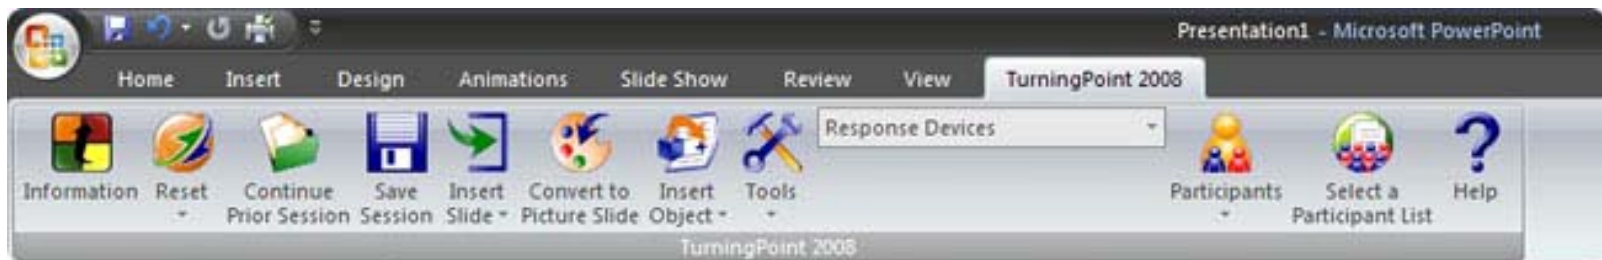 Presentation1 - Microsoft PowerPoint
Home Insert Design Animations Slide Show Review View TurningPoint 2008
Response Devices
Information Reset Continue Save Insert Convert to Insert Tools Participants Select a Help
Prior Session Session Slide Picture Slide Object Participant List
TurningPoint 2008